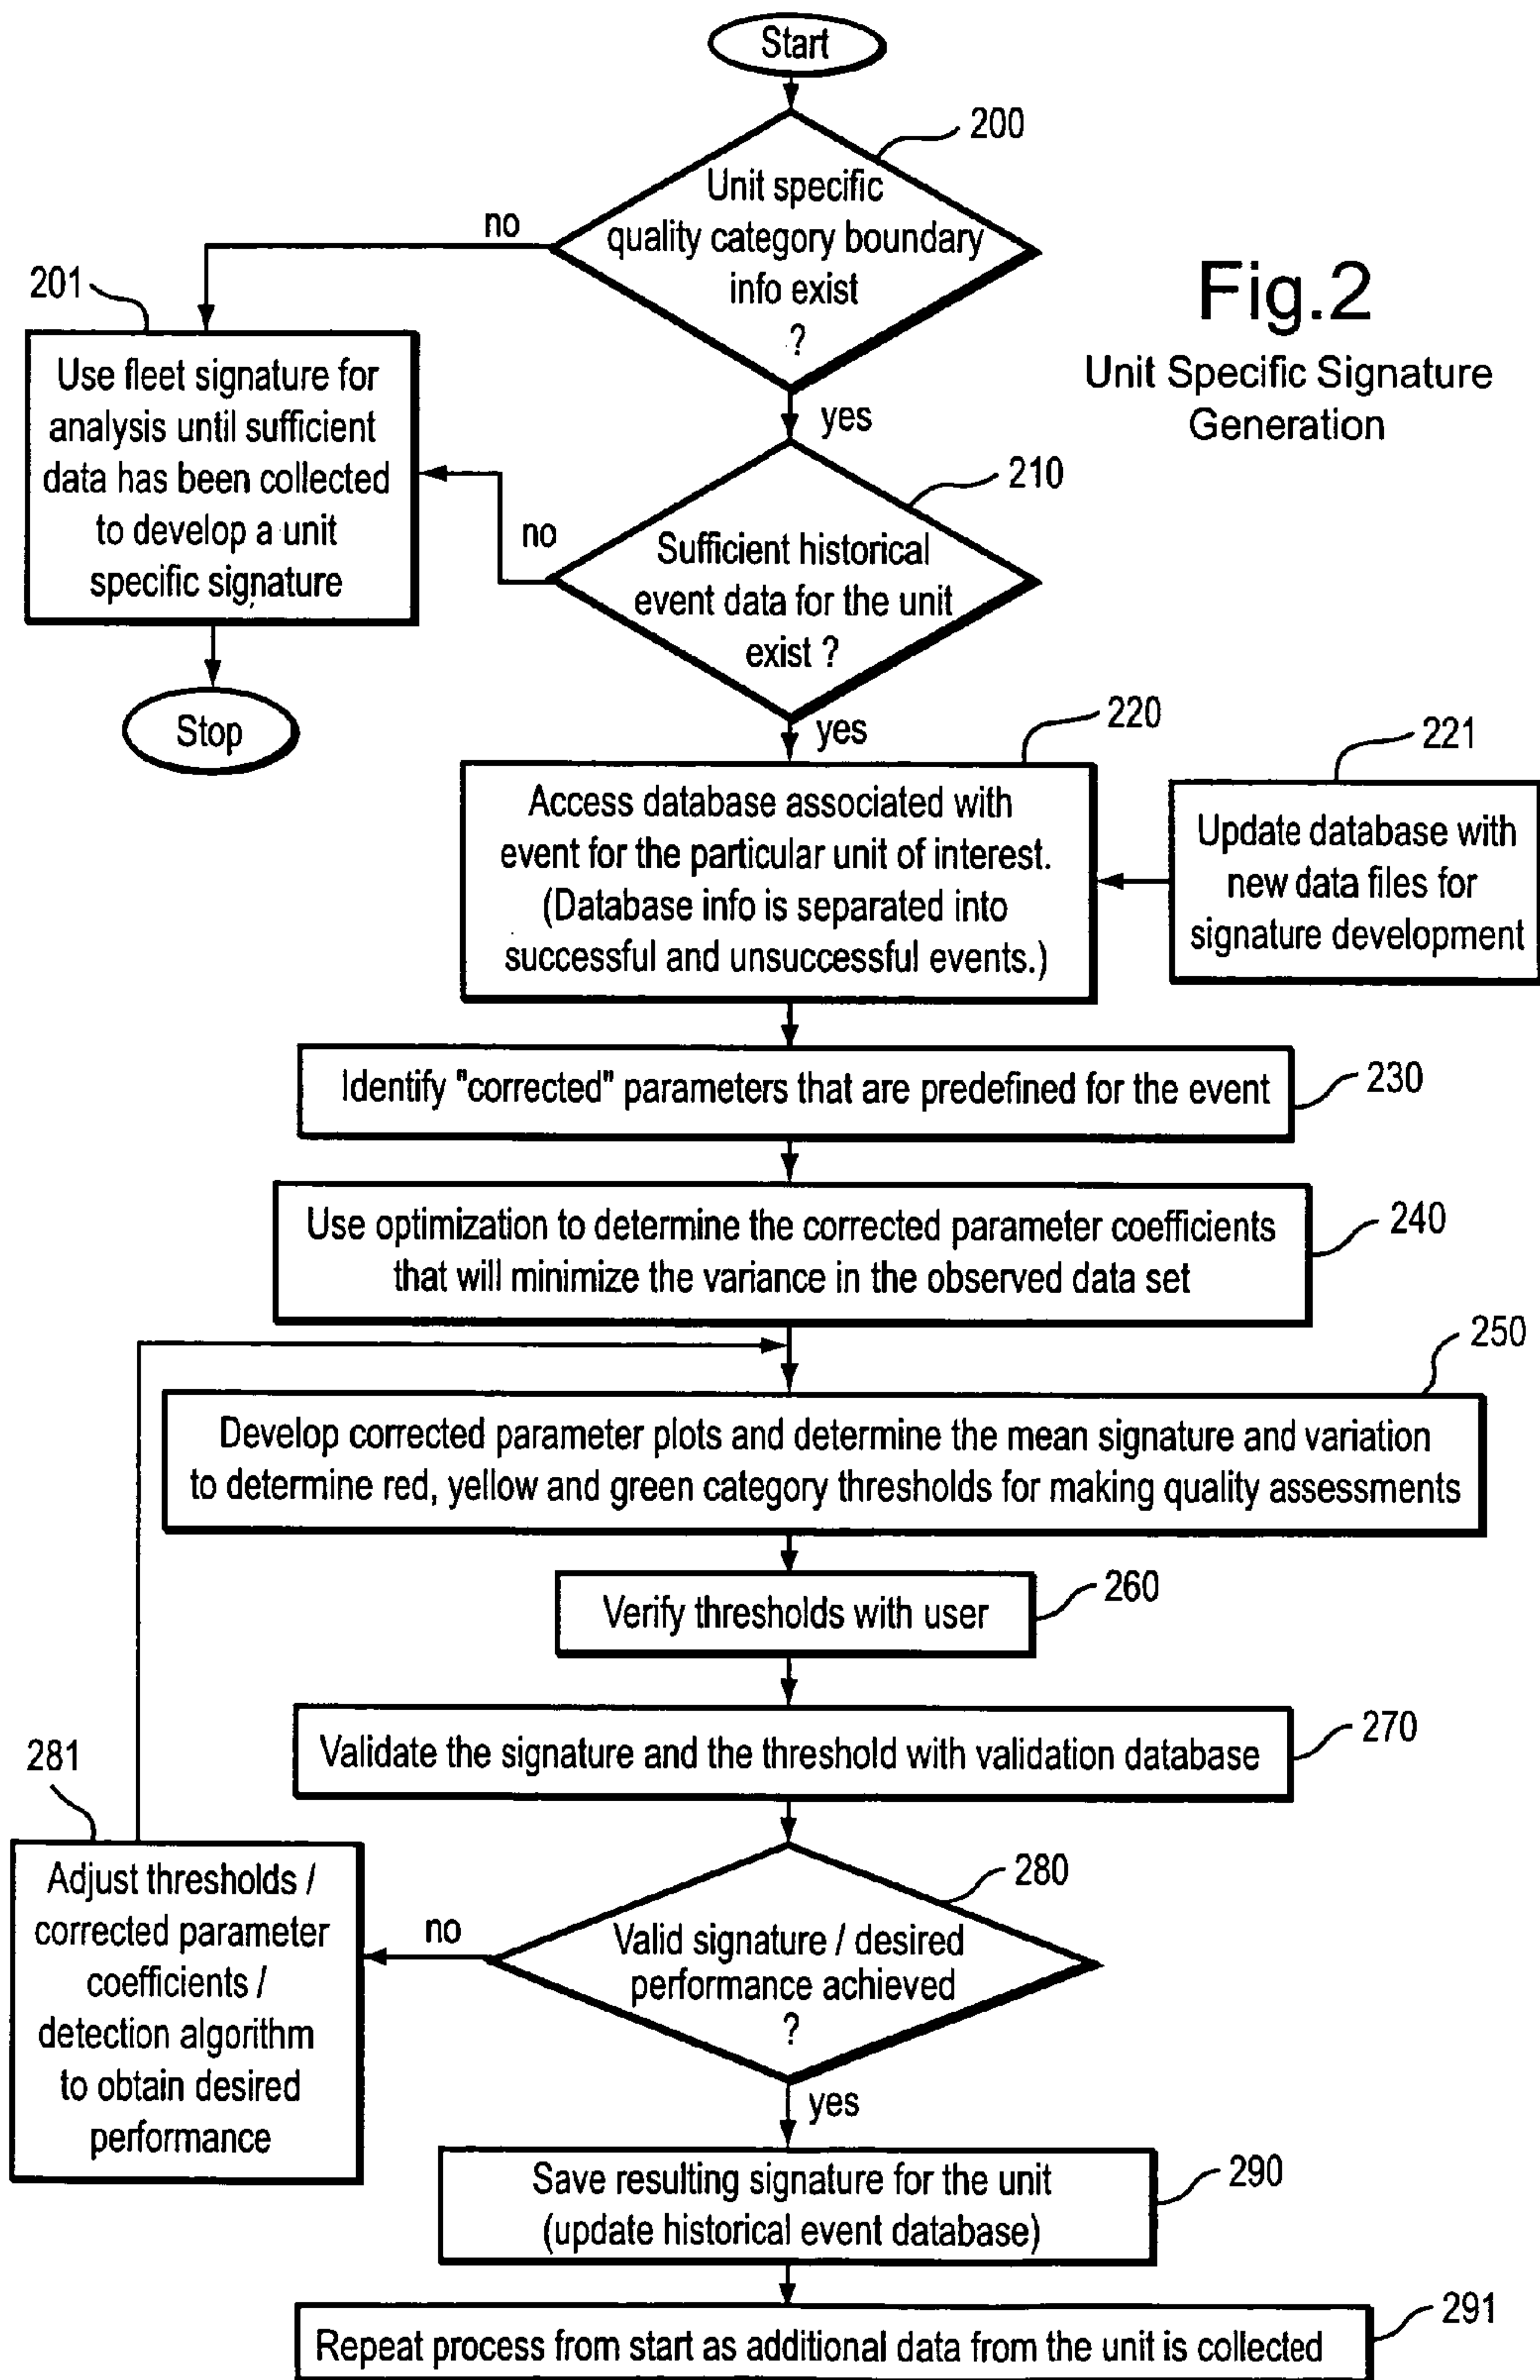 Start
200
Unit specific
quality category boundary
info exist
?
no
yes
Fig.2
Unit Specific Signature
Generation
201
Use fleet signature for
analysis until sufficient
data has been collected
to develop a unit
specific signature
Stop
210
Sufficient historical
event data for the unit
exist ?
no
yes
220
Access database associated with
event for the particular unit of interest.
(Database info is separated into
successful and unsuccessful events.)
221
Update database with
new data files for
signature development
Identify "corrected" parameters that are predefined for the event
230
Use optimization to determine the corrected parameter coefficients
that will minimize the variance in the observed data set
240
250
Develop corrected parameter plots and determine the mean signature and variation
to determine red, yellow and green category thresholds for making quality assessments
Verify thresholds with user
260
Validate the signature and the threshold with validation database
270
281
Adjust thresholds /
corrected parameter
coefficients /
detection algorithm
to obtain desired
performance
no
280
Valid signature / desired
performance achieved
?
yes
Save resulting signature for the unit
(update historical event database)
290
Repeat process from start as additional data from the unit is collected
291